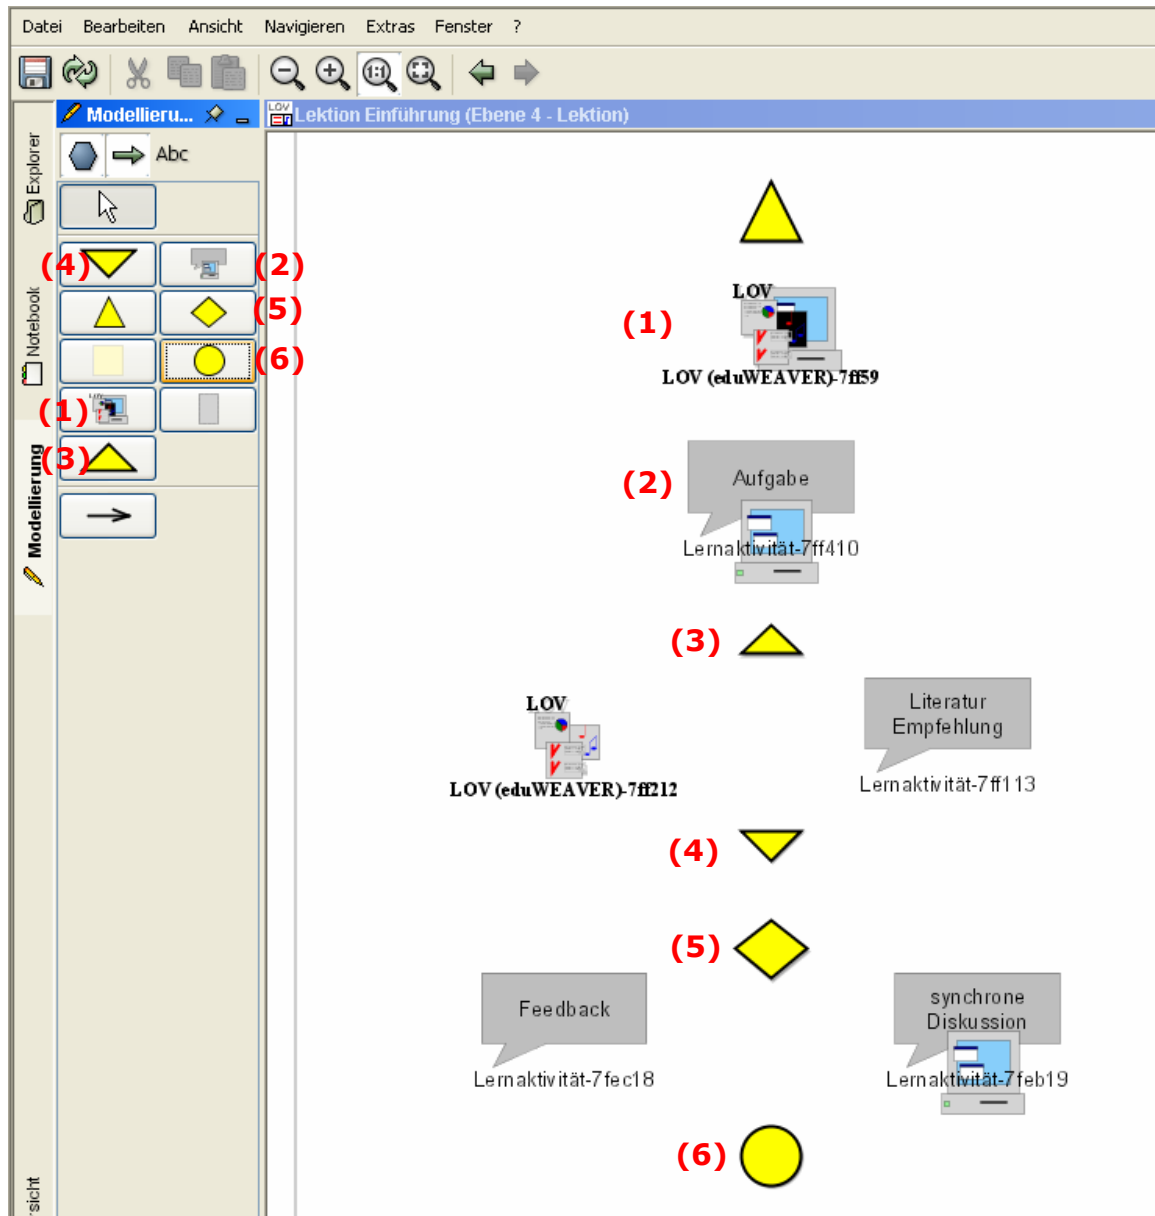 Datei Bearbeiten Ansicht Navigieren Extras Fenster ?
Modellieru...
LOV
Lektion Einführung (Ebene 4 - Lektion)
Explorer
Abc
(4)
(2)
(5)
Notebook
(6)
(1)
(3)
Modellierung
rsicht
LOV
(1)
LOV (eduWEAVER)-7ff59
Aufgabe
(2)
Lernaktivität-7ff410
(3)
LOV
LOV (eduWEAVER)-7ff212
Literatur
Empfehlung
Lernaktivität-7ff113
(4)
(5)
Feedback
Lernaktivität-7fec18
synchrone
Diskussion
Lernaktivität-7feb19
(6)